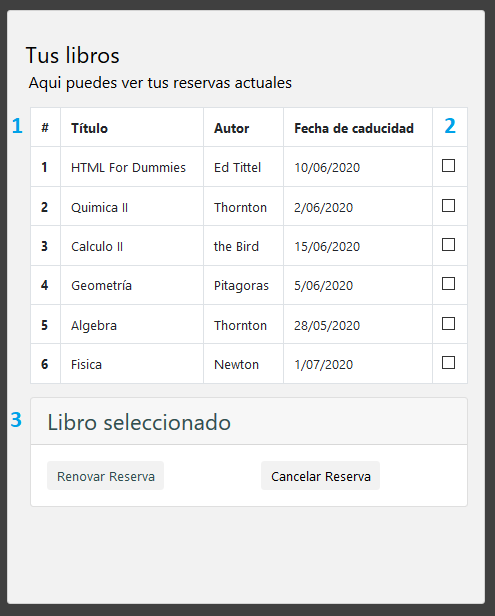 Tus libros
Aqui puedes ver tus reservas actuales
1 # Título Autor Fecha de caducidad 2
1 HTML For Dummies Ed Tittel 10/06/2020
2 Quimica II Thornton 2/06/2020
3 Calculo II the Bird 15/06/2020
4 Geometría Pitagoras 5/06/2020
5 Algebra Thornton 28/05/2020
6 Fisica Newton 1/07/2020
3 Libro seleccionado
Renovar Reserva Cancelar Reserva